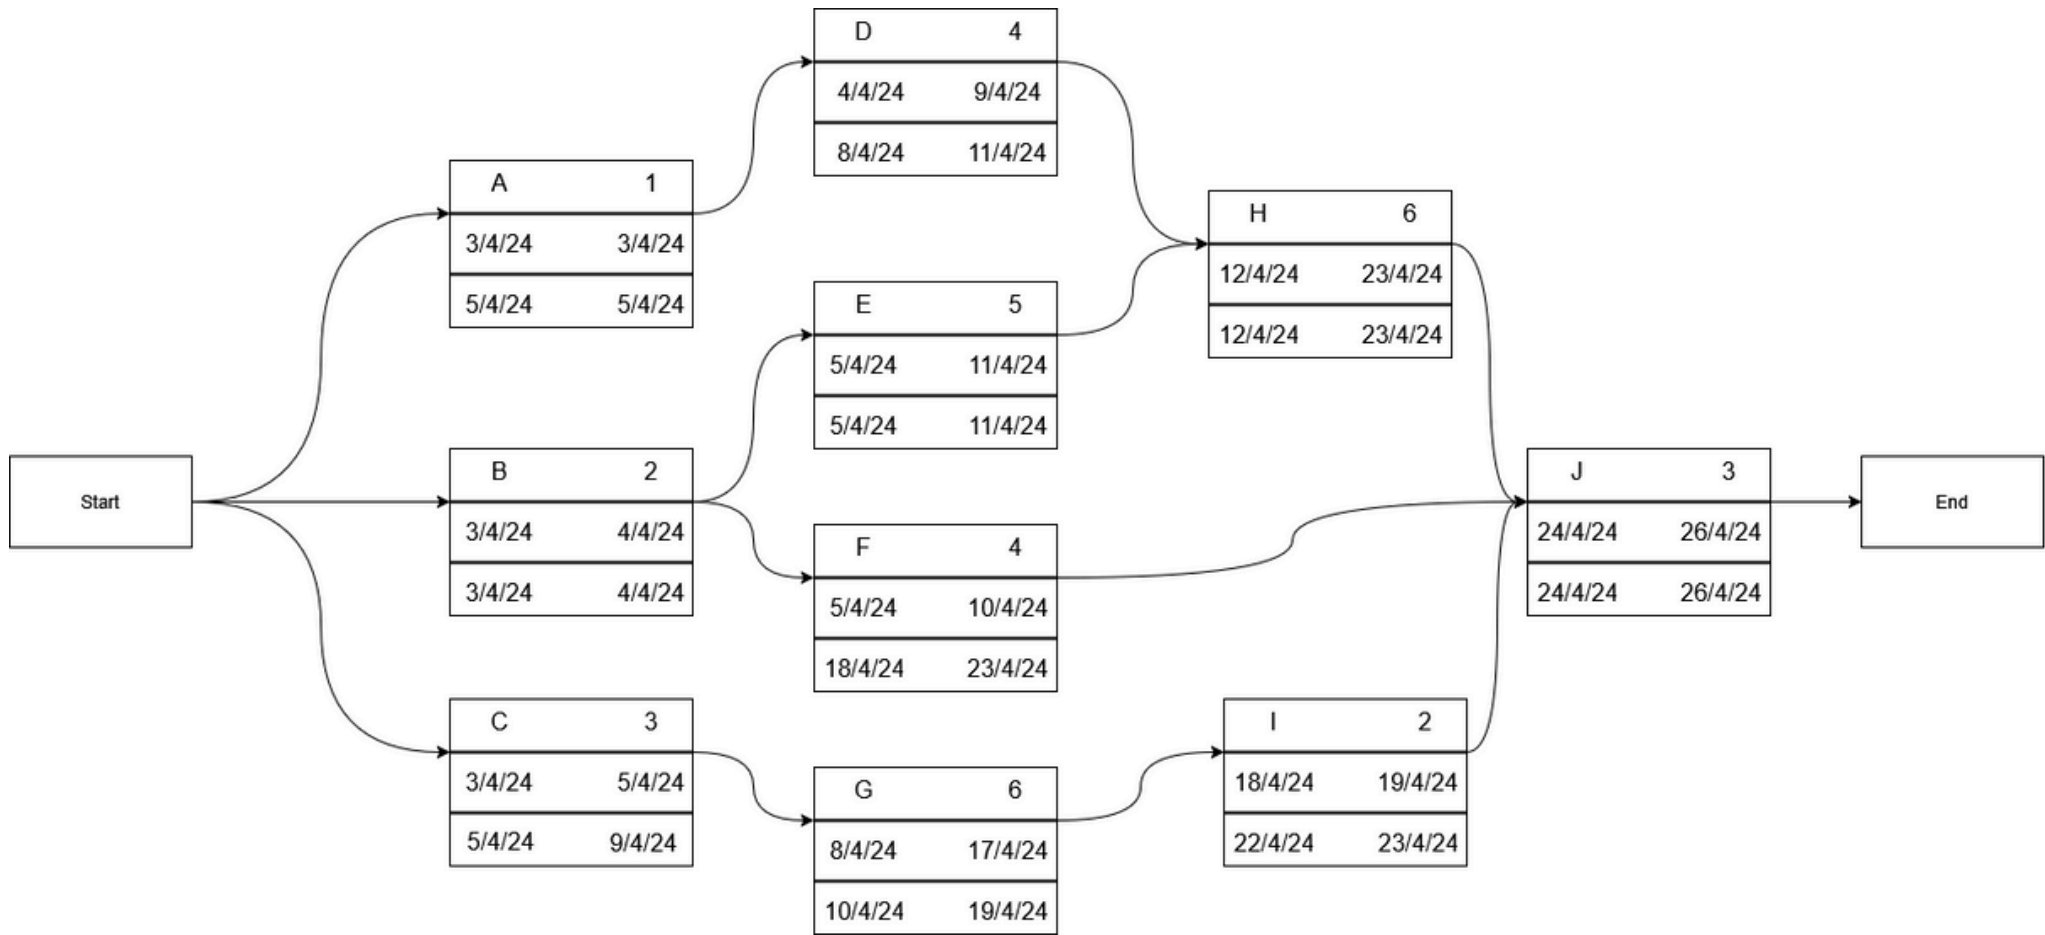 D 4
4/4/24 9/4/24
8/4/24 11/4/24
A 1
3/4/24 3/4/24
5/4/24 5/4/24
H 6
12/4/24 23/4/24
12/4/24 23/4/24
E 5
5/4/24 11/4/24
5/4/24 11/4/24
Start
B 2
3/4/24 4/4/24
3/4/24 4/4/24
J 3
24/4/24 26/4/24
24/4/24 26/4/24
End
F 4
5/4/24 10/4/24
18/4/24 23/4/24
C 3
3/4/24 5/4/24
5/4/24 9/4/24
I 2
18/4/24 19/4/24
22/4/24 23/4/24
G 6
8/4/24 17/4/24
10/4/24 19/4/24